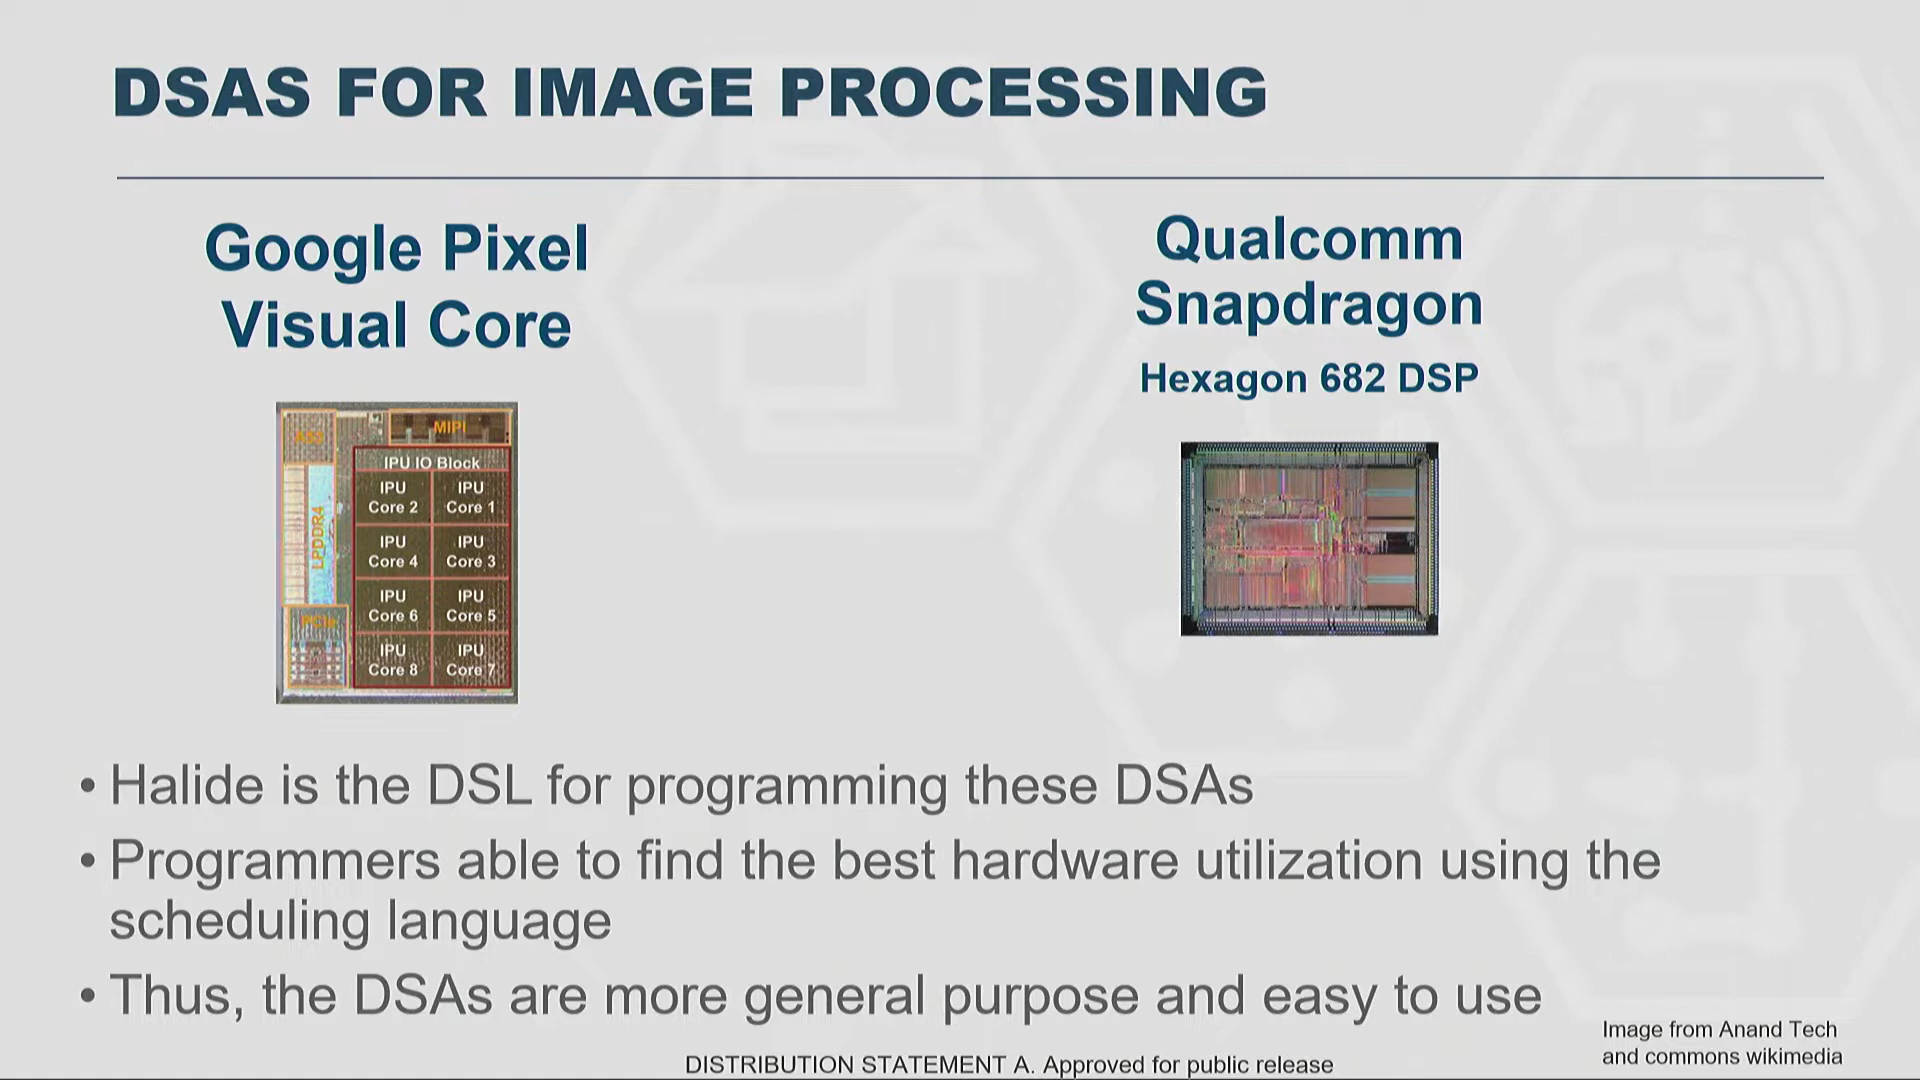 DSAS FOR IMAGE PROCESSING
Google Pixel
Visual Core
Qualcomm
Snapdragon
Hexagon 682 DSP
A53
MIPI
IPU IO Block
IPU
Core 2
IPU
Core 1
LPDDR4
IPU
Core 4
IPU
Core 3
IPU
Core 6
IPU
Core 5
PCIe
IPU
Core 8
IPU
Core 7
• Halide is the DSL for programming these DSAs
• Programmers able to find the best hardware utilization using the
scheduling language
• Thus, the DSAs are more general purpose and easy to use
Image from Anand Tech
and commons wikimedia
DISTRIBUTION STATEMENT A. Approved for public release